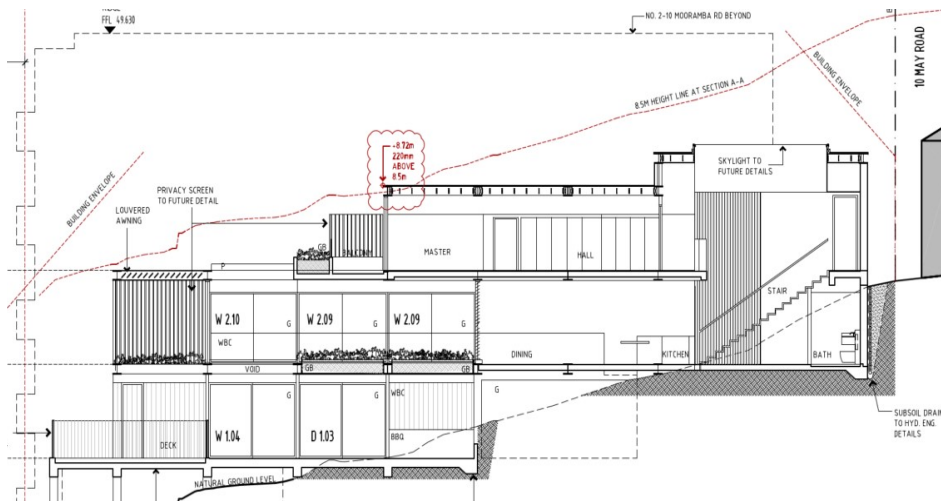 FFL 49.630
NO. 2-10 MOORAMBA RD BEYOND
10 MAY ROAD
BUILDING ENVELOPE
8.5M HEIGHT LINE AT SECTION A-A
-8.72m
220mm
ABOVE
8.5m
SKYLIGHT TO
FUTURE DETAILS
PRIVACY SCREEN
TO FUTURE DETAIL
BUILDING ENVELOPE
LOUVERED
AWNING
GB
BALCONY
MASTER
HALL
P
STAIR
W 2.10
G
W 2.09
G
W 2.09
G
WBC
DINING
KITCHEN
BATH
VOID
GB
GB
G
G
WBC
G
W 1.04
D 1.03
BBQ
DECK
SUBSOIL DRAIN
TO HYD. ENG.
DETAILS
NATURAL GROUND LEVEL